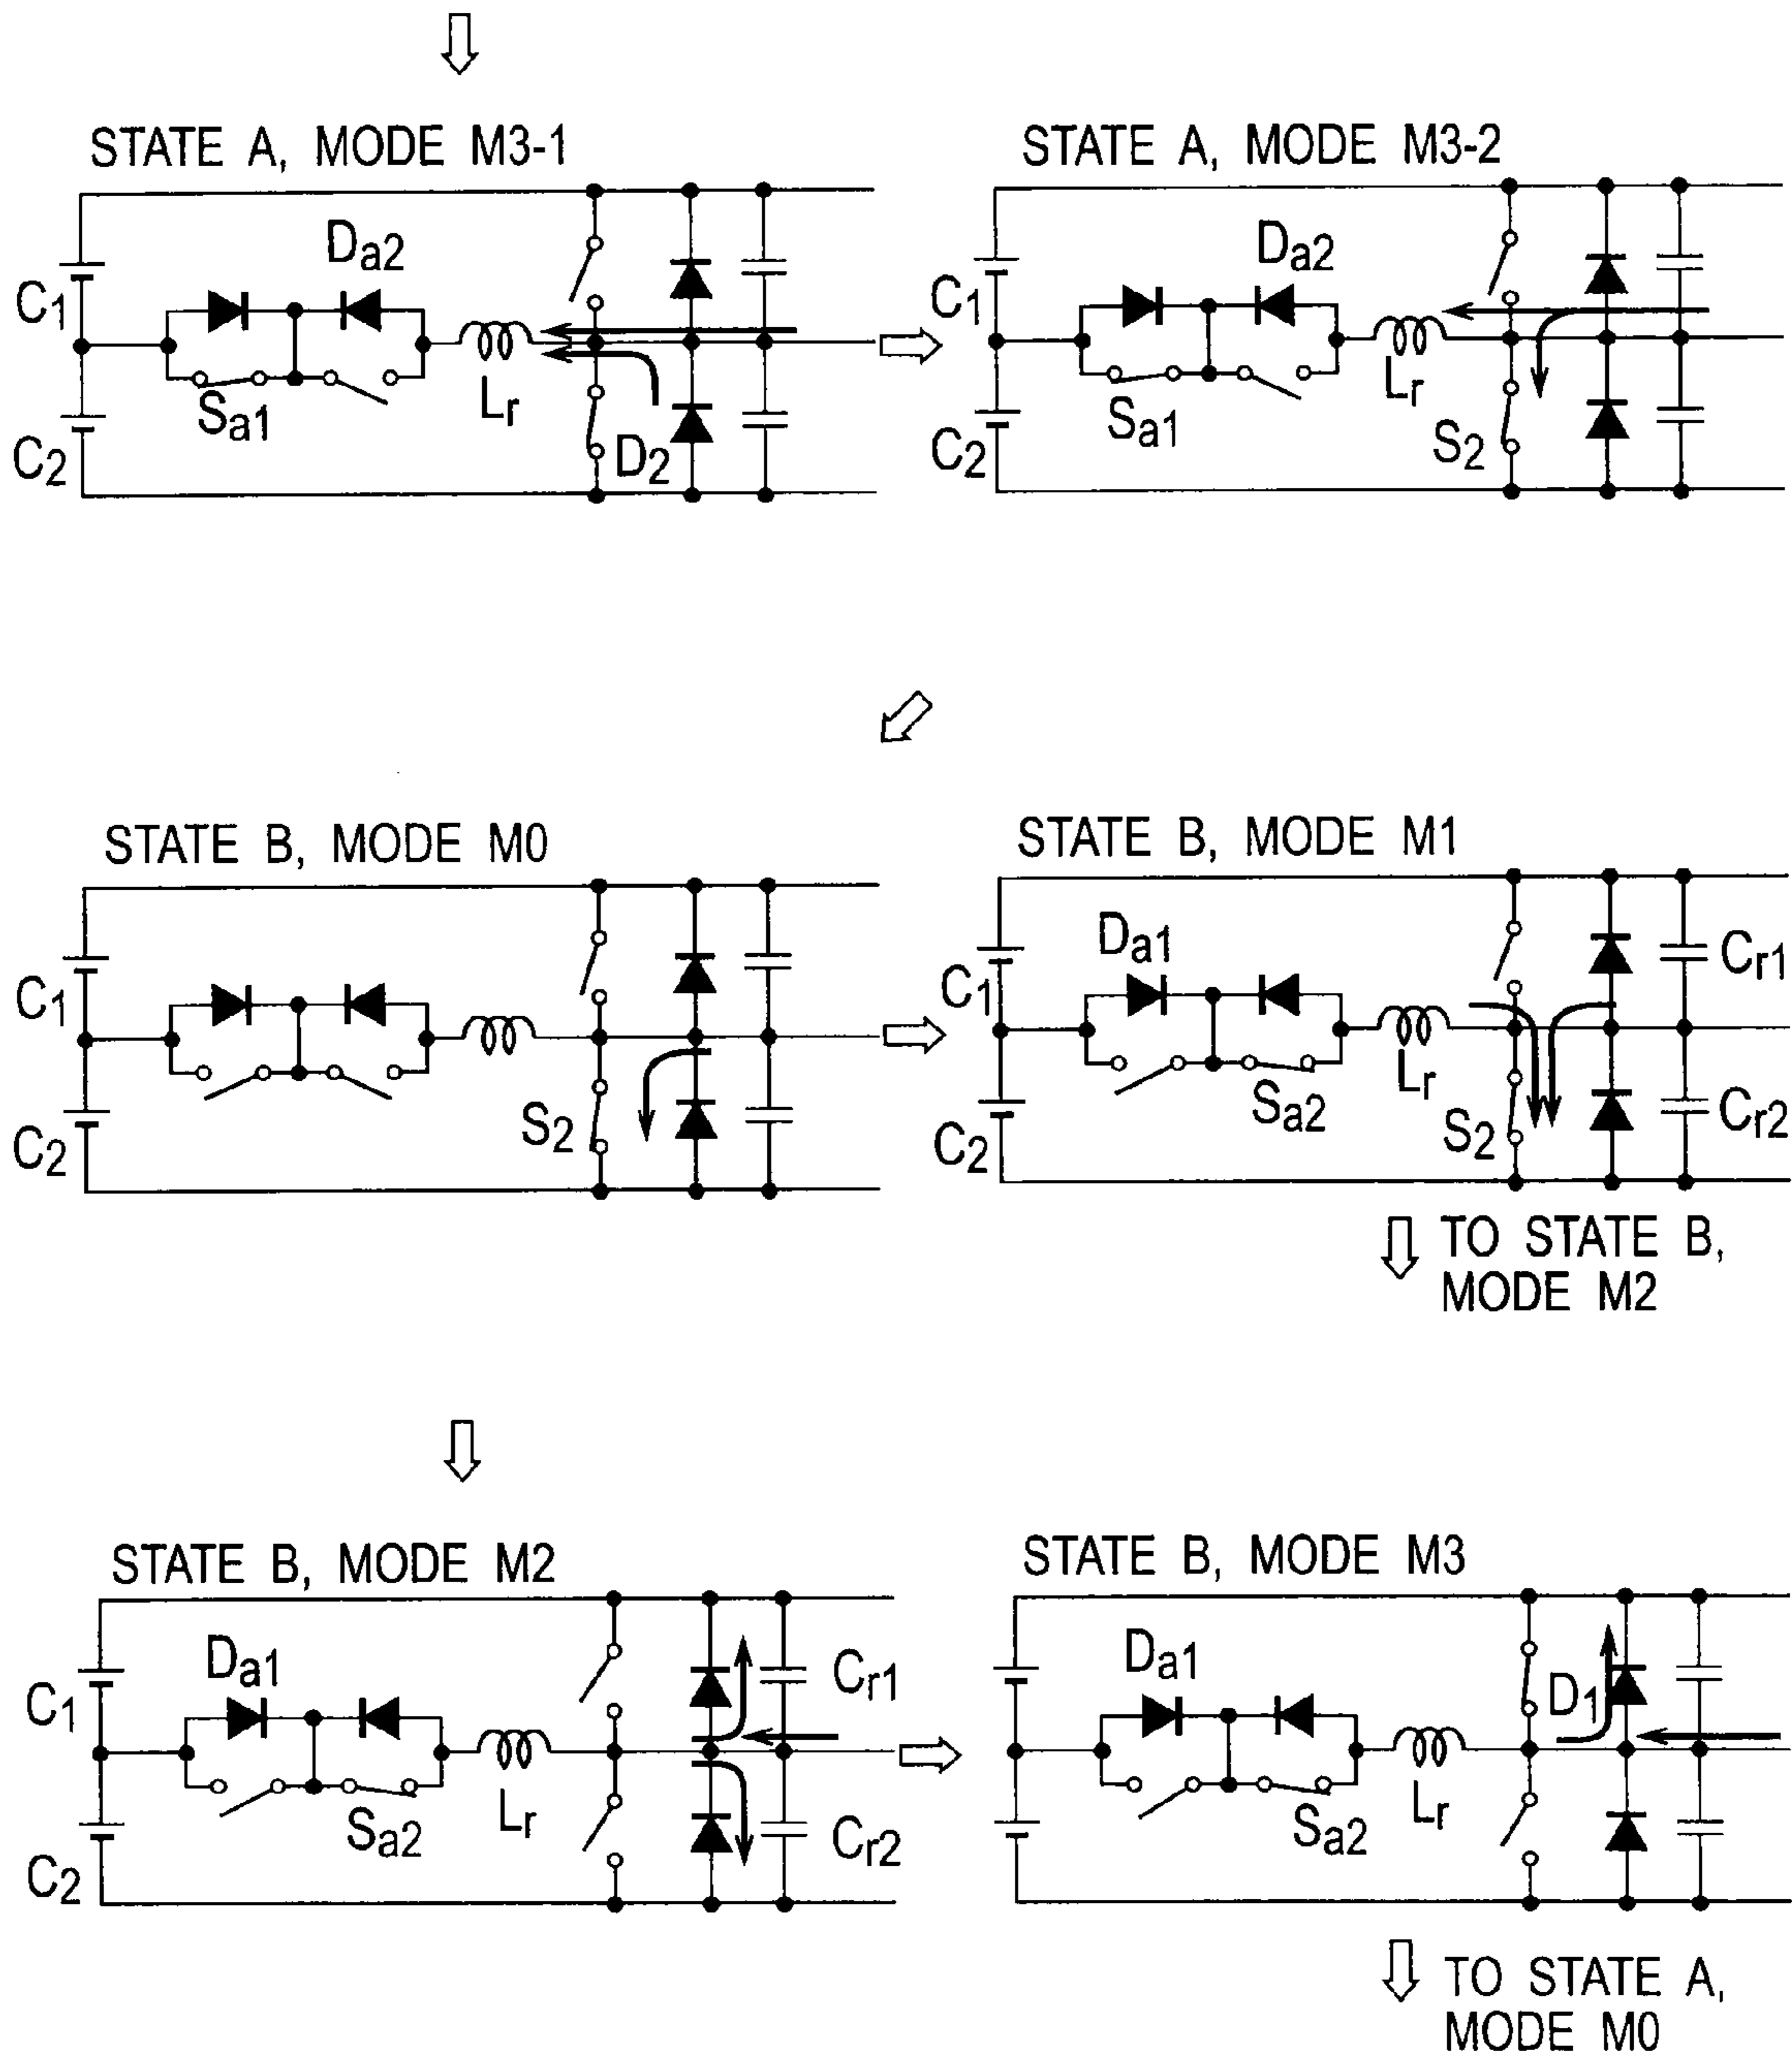 STATE A, MODE M3-1
Da2
C1
Sa1
Lr
C2
D2
STATE A, MODE M3-2
Da2
C1
Sa1
Lr
C2
S2
STATE B, MODE M0
C1
S2
C2
STATE B, MODE M1
Da1
Cr1
C1
Sa2
Lr
S2
Cr2
C2
TO STATE B,
MODE M2
STATE B, MODE M2
Da1
Cr1
C1
Sa2
Lr
Cr2
C2
STATE B, MODE M3
Da1
D1
Sa2
Lr
TO STATE A,
MODE M0